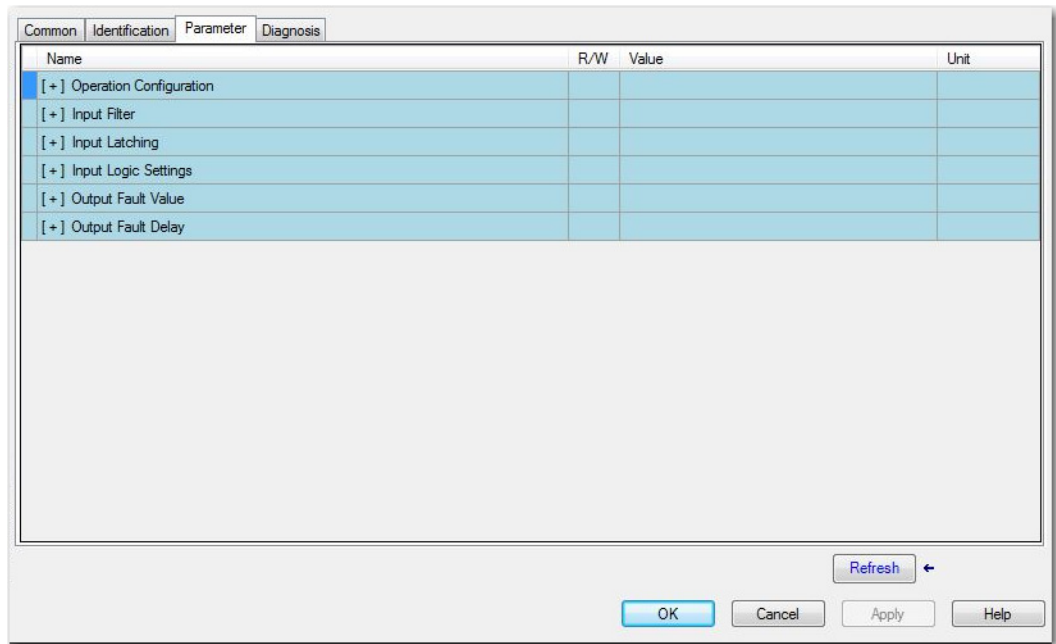 Common Identification Parameter Diagnosis
Name R/W Value Unit
[ + ] Operation Configuration
[ + ] Input Filter
[ + ] Input Latching
[ + ] Input Logic Settings
[ + ] Output Fault Value
[ + ] Output Fault Delay
Refresh
OK Cancel Apply Help